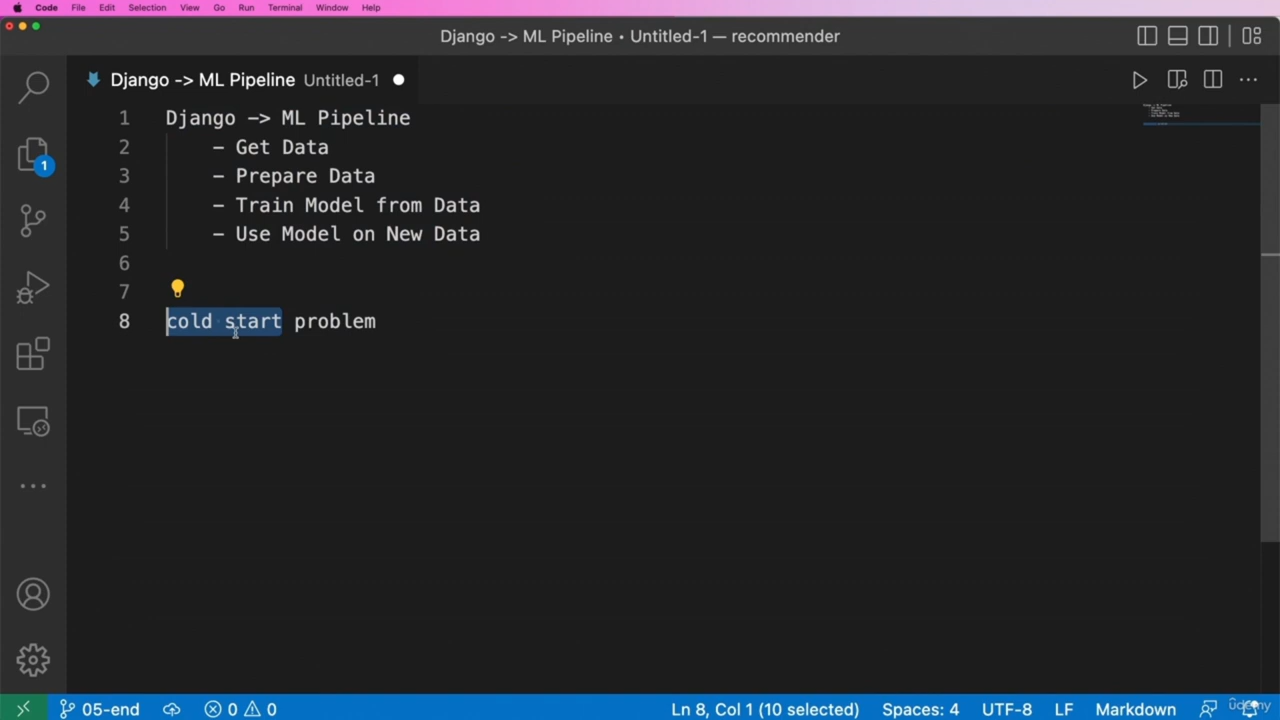 Code File Edit Selection View Go Run Terminal Window Help
Django -> ML Pipeline • Untitled-1 — recommender
Django -> ML Pipeline Untitled-1
1 Django -> ML Pipeline
2 - Get Data
3 - Prepare Data
4 - Train Model from Data
5 - Use Model on New Data
6
7
8 cold start problem
1
05-end 0 0 Ln 8, Col 1 (10 selected) Spaces: 4 UTF-8 LF Markdown
udemy